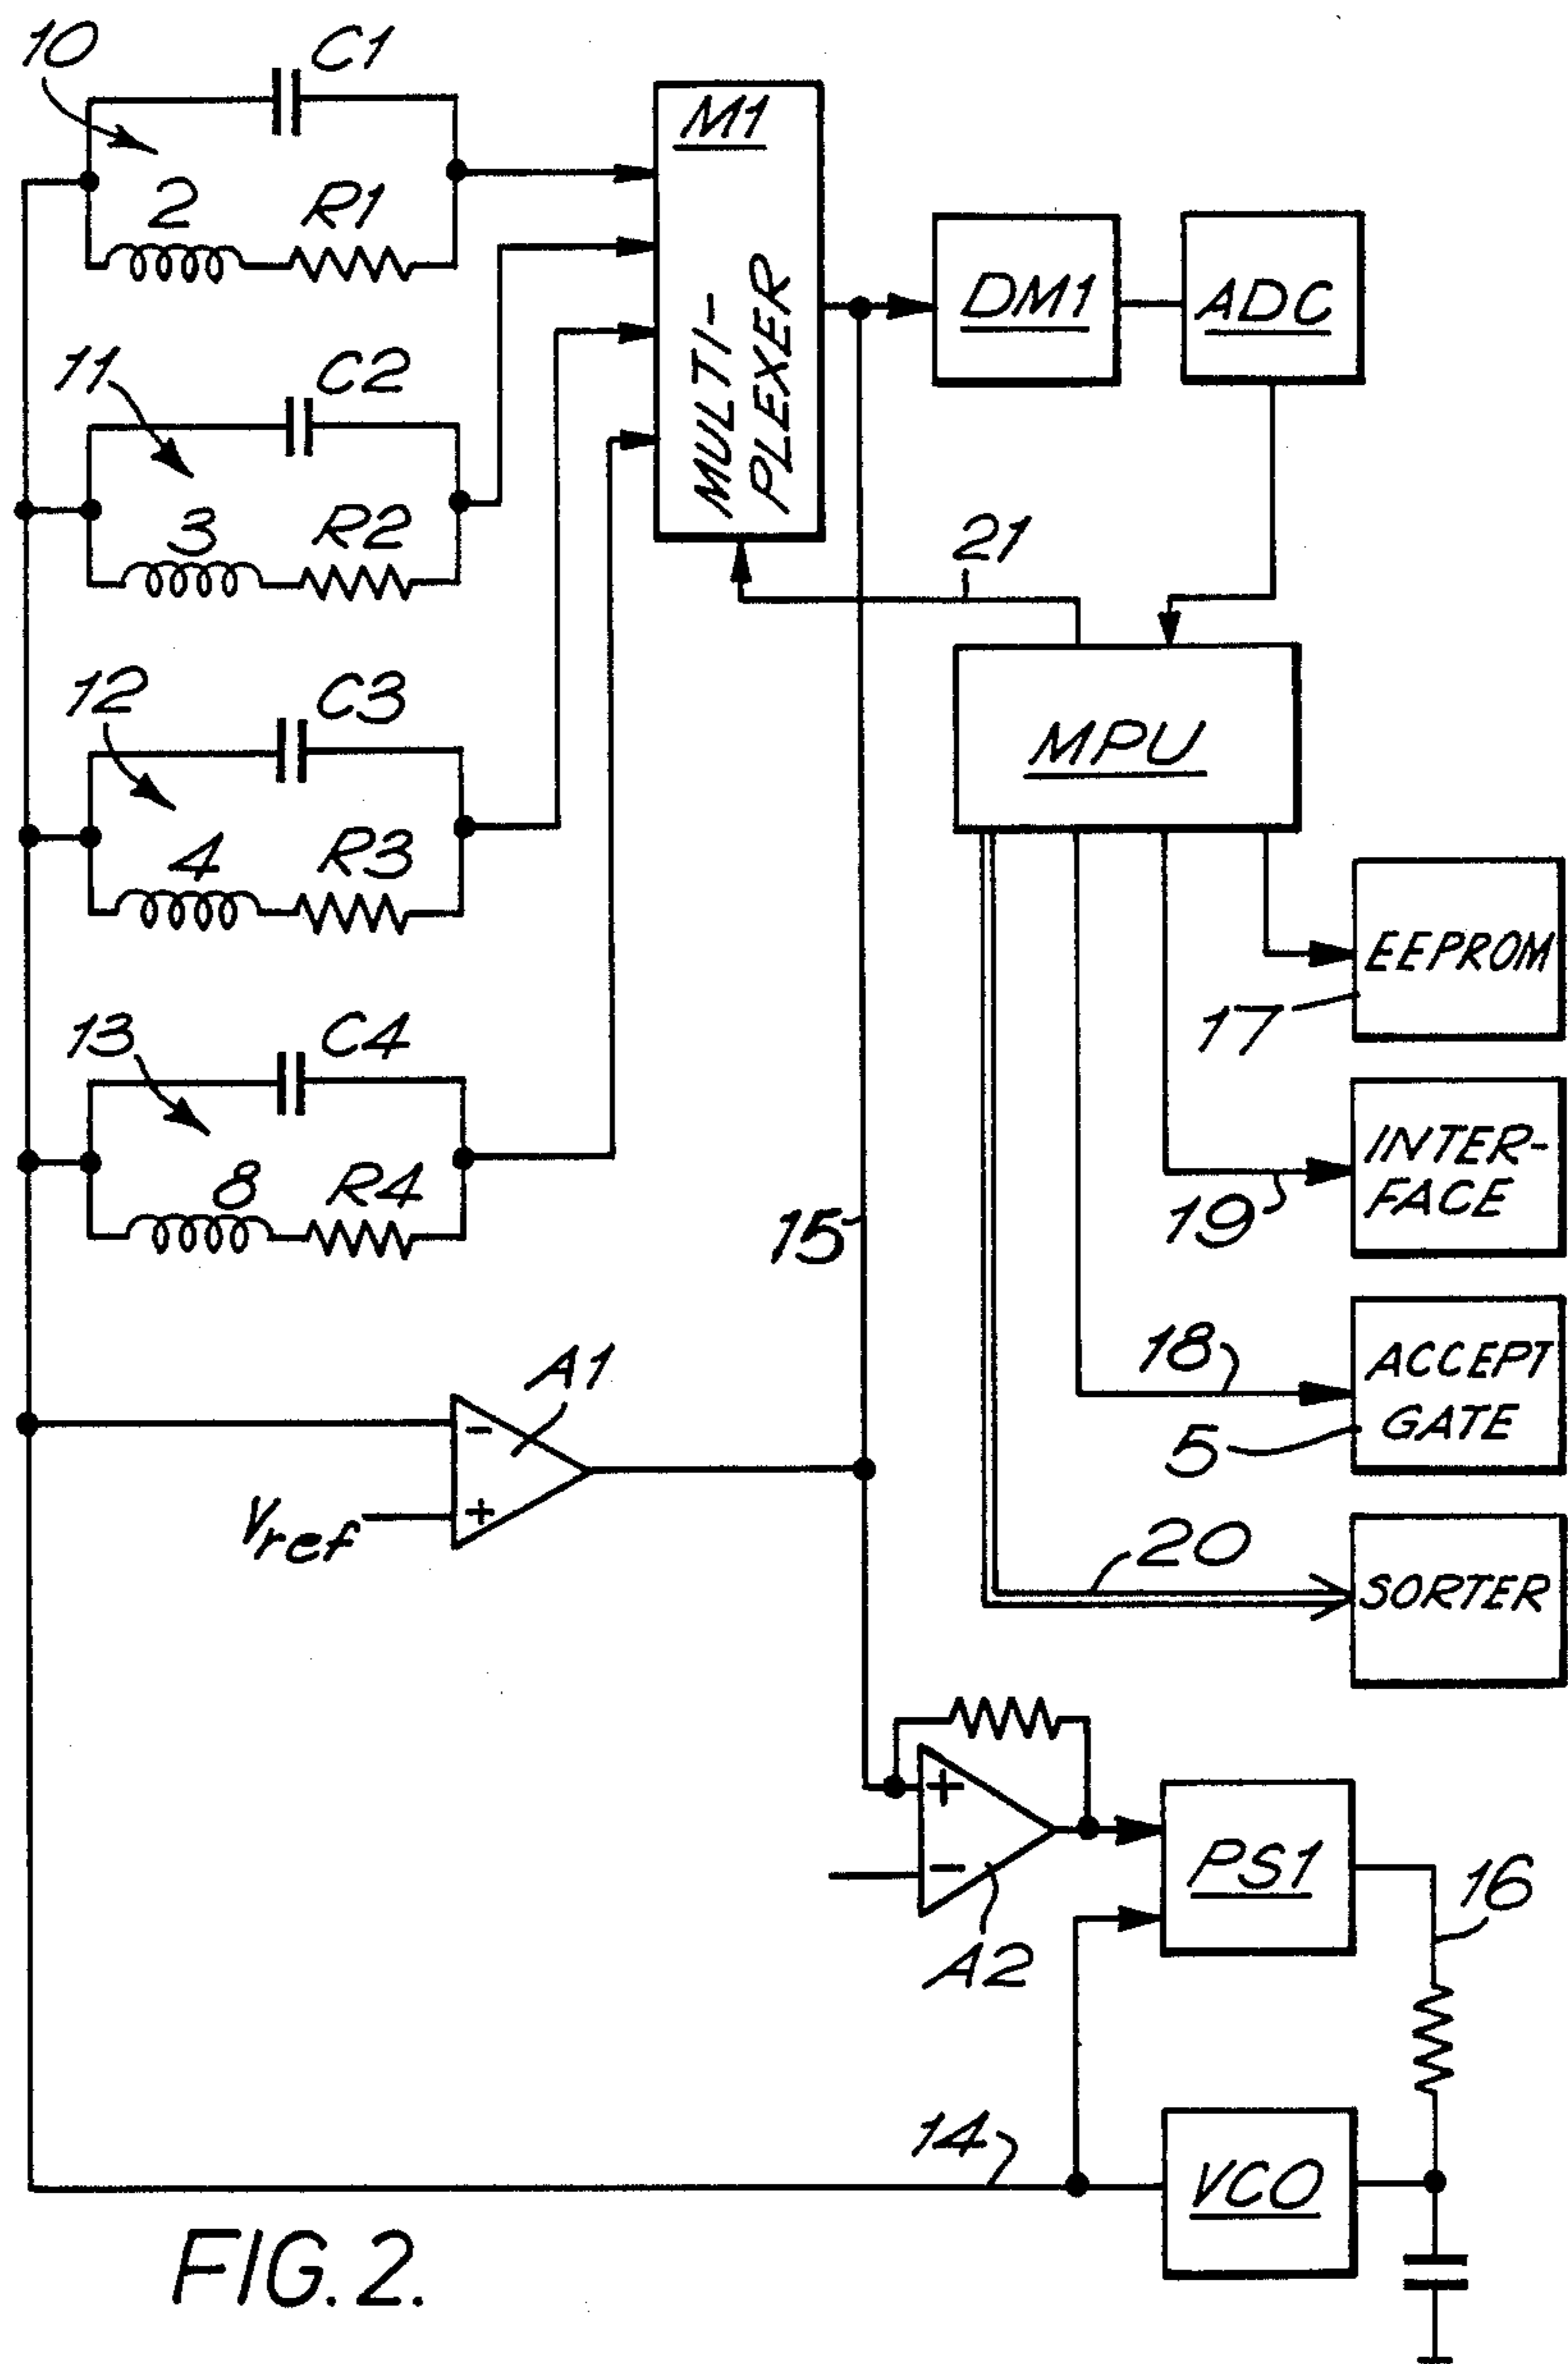 10
C1
2
R1
M1
MULTI-
PLEXER
DM1
ADC
11
C2
3
R2
21
MPU
12
C3
4
R3
EEPROM
17
13
C4
8
R4
INTER-
FACE
19
15
A1
-
+
Vref
18
ACCEPT
GATE
5
20
SORTER
+
-
A2
PS1
16
14
VCO
FIG. 2.